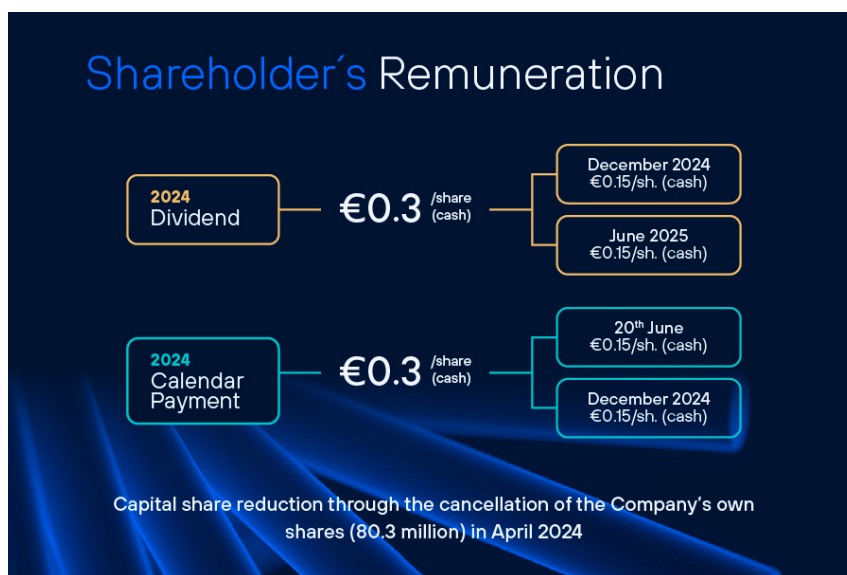 Shareholder´s Remuneration
2024
Dividend
€0.3 /share
(cash)
December 2024
€0.15/sh. (cash)
June 2025
€0.15/sh. (cash)
2024
Calendar
Payment
€0.3 /share
(cash)
20th June
€0.15/sh. (cash)
December 2024
€0.15/sh. (cash)
Capital share reduction through the cancellation of the Company's own
shares (80.3 million) in April 2024